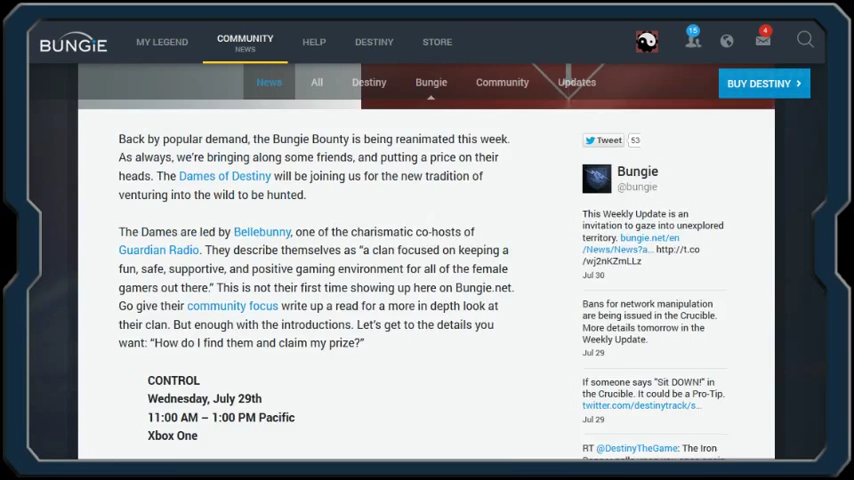 BUNGiE
MY LEGEND
COMMUNITY
NEWS
HELP
DESTINY
STORE
15
4
News
All
Destiny
Bungie
Community
Updates
BUY DESTINY
Back by popular demand, the Bungie Bounty is being reanimated this week.
As always, we're bringing along some friends, and putting a price on their
heads. The Dames of Destiny will be joining us for the new tradition of
venturing into the wild to be hunted.
The Dames are led by Bellebunny, one of the charismatic co-hosts of
Guardian Radio. They describe themselves as "a clan focused on keeping a
fun, safe, supportive, and positive gaming environment for all of the female
gamers out there." This is not their first time showing up here on Bungie.net.
Go give their community focus write up a read for a more in depth look at
their clan. But enough with the introductions. Let's get to the details you
want: "How do I find them and claim my prize?"
CONTROL
Wednesday, July 29th
11:00 AM – 1:00 PM Pacific
Xbox One
Tweet
53
Bungie
@bungie
This Weekly Update is an
invitation to gaze into unexplored
territory. bungie.net/en
/News/News?a... http://t.co
/wj2nKZmLLz
Jul 30
Bans for network manipulation
are being issued in the Crucible.
More details tomorrow in the
Weekly Update.
Jul 29
If someone says "Sit DOWN!" in
the Crucible. It could be a Pro-Tip.
twitter.com/destinytrack/s...
Jul 29
RT @DestinyTheGame: The Iron